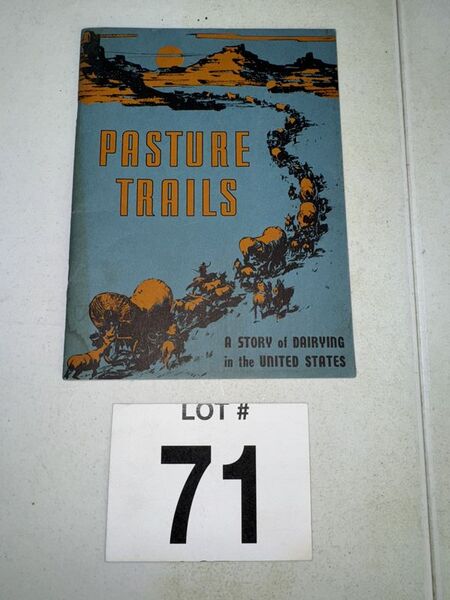 PASTURE
TRAILS
A STORY of DAIRYING
in the UNITED STATES
LOT #
71